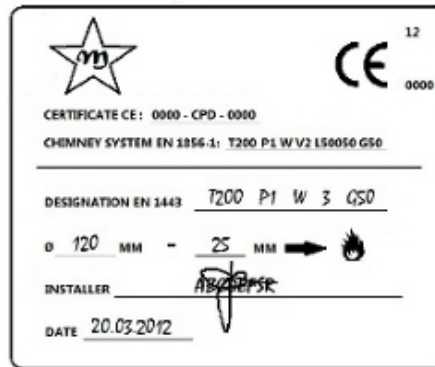 m
12
CE
0000
CERTIFICATE CE: 0000 - CPD - 0000
CHIMNEY SYSTEM EN 1856-1: T200 P1 W V2 L50050 G50
DESIGNATION EN 1443 T200 P1 W 3 G50
Ø 120 MM - 25 MM
INSTALLER
DATE 20.03.2012